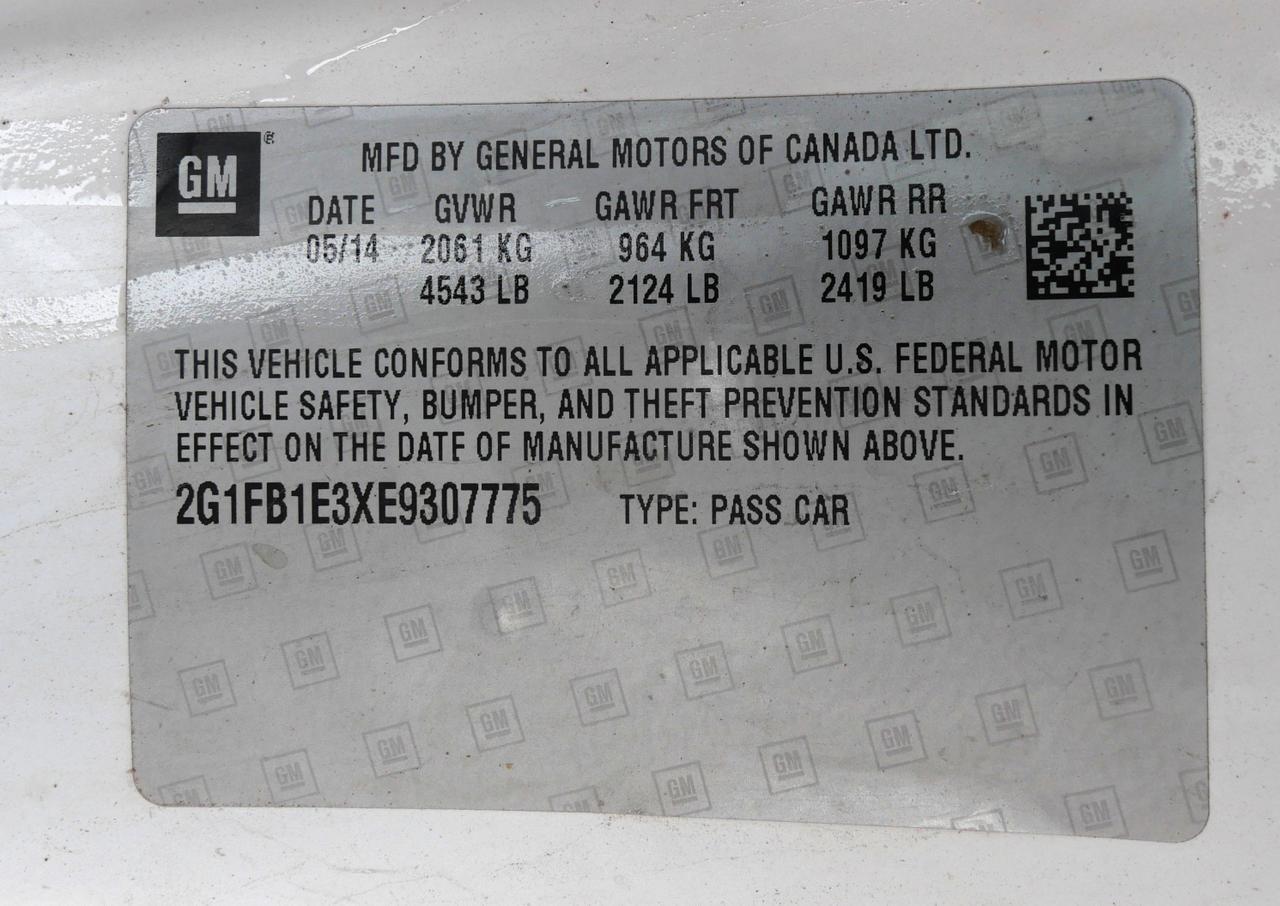 GM
MFD BY GENERAL MOTORS OF CANADA LTD.
DATE GVWR GAWR FRT GAWR RR
05/14 2061 KG 964 KG 1097 KG
4543 LB 2124 LB 2419 LB
THIS VEHICLE CONFORMS TO ALL APPLICABLE U.S. FEDERAL MOTOR
VEHICLE SAFETY, BUMPER, AND THEFT PREVENTION STANDARDS IN
EFFECT ON THE DATE OF MANUFACTURE SHOWN ABOVE.
2G1FB1E3XE9307775 TYPE: PASS CAR